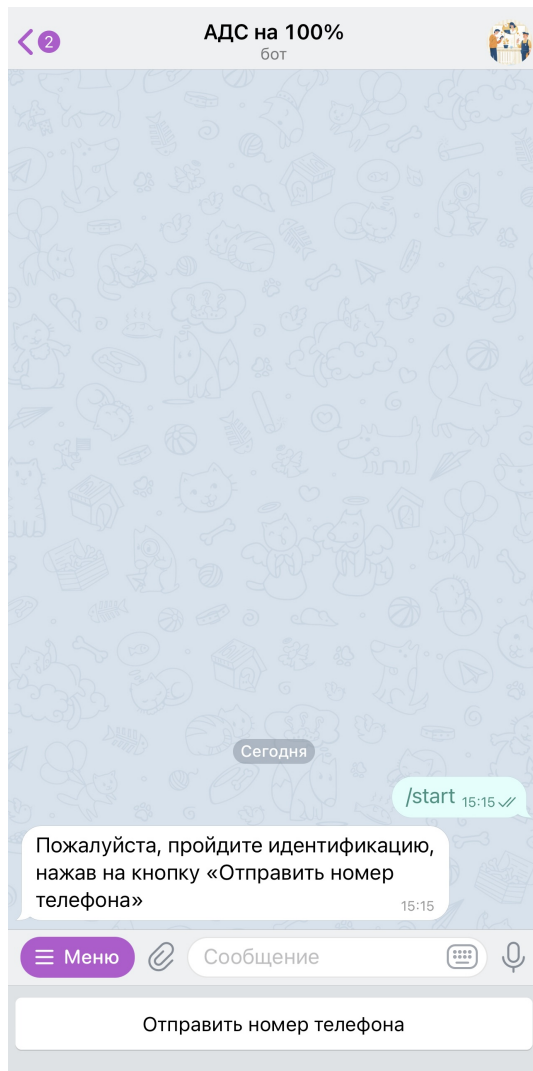 2
АДС на 100%
бот
Сегодня
/start 15:15
Пожалуйста, пройдите идентификацию,
нажав на кнопку «Отправить номер
телефона»
15:15
Меню
Сообщение
Отправить номер телефона